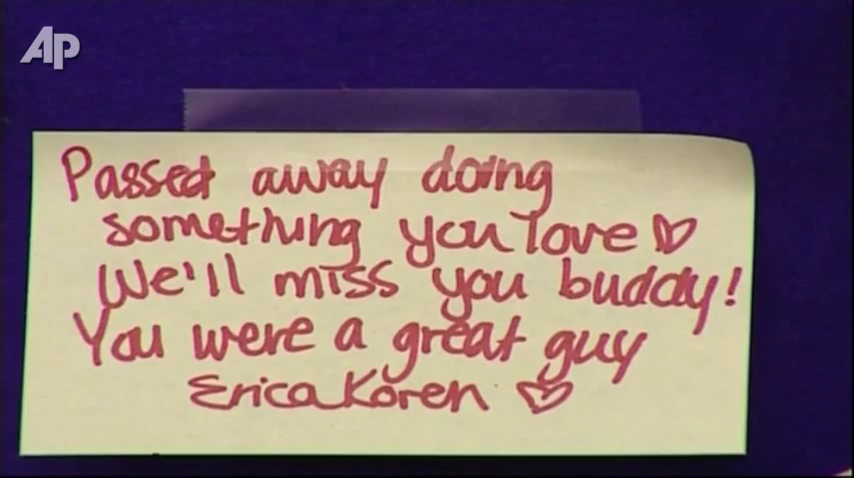 AP
Passed away doing
something you love ♡
We'll miss you buddy!
You were a great guy
Erica Koren ♡